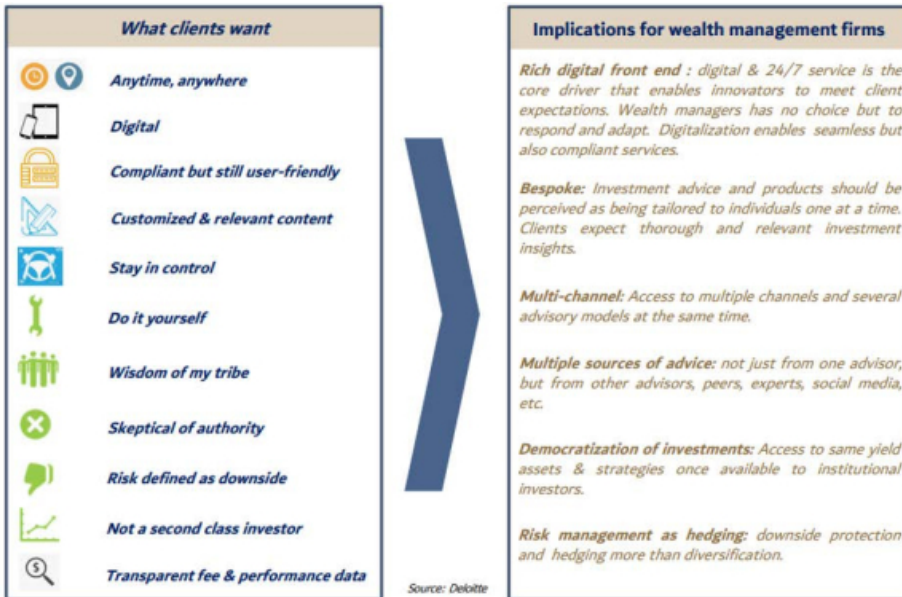 What clients want
Anytime, anywhere
Digital
Compliant but still user-friendly
Customized & relevant content
Stay in control
Do it yourself
Wisdom of my tribe
Skeptical of authority
Risk defined as downside
Not a second class investor
Transparent fee & performance data
Source: Deloitte
Implications for wealth management firms
Rich digital front end : digital & 24/7 service is the
core driver that enables innovators to meet client
expectations. Wealth managers has no choice but to
respond and adapt. Digitalization enables seamless but
also compliant services.
Bespoke: Investment advice and products should be
perceived as being tailored to individuals one at a time.
Clients expect thorough and relevant investment
insights.
Multi-channel: Access to multiple channels and several
advisory models at the same time.
Multiple sources of advice: not just from one advisor,
but from other advisors, peers, experts, social media,
etc.
Democratization of investments: Access to same yield
assets & strategies once available to institutional
investors.
Risk management as hedging: downside protection
and hedging more than diversification.